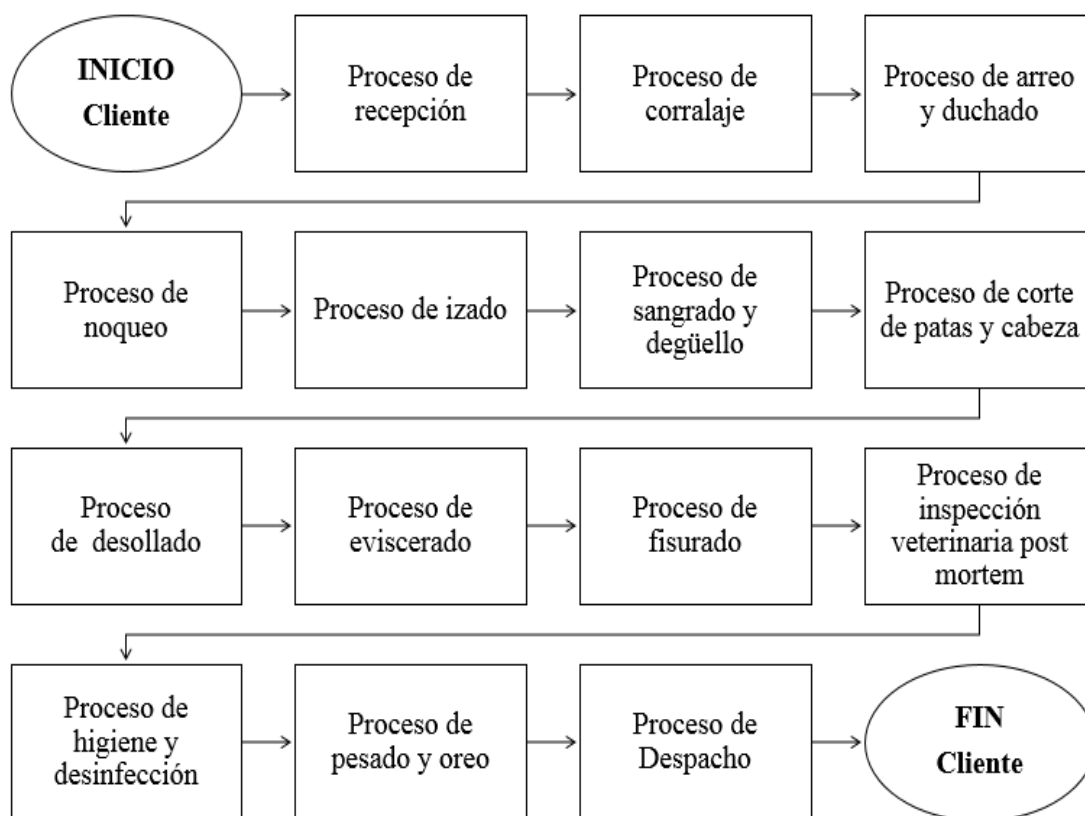 INICIO
Cliente
Proceso de
recepción
Proceso de
corralaje
Proceso de arreo
y duchado
Proceso de
noqueo
Proceso de izado
Proceso de
sangrado y
degüello
Proceso de corte
de patas y cabeza
Proceso
de desollado
Proceso de
eviscerado
Proceso de
fisurado
Proceso de
inspección
veterinaria post
mortem
Proceso de
higiene y
desinfección
Proceso de
pesado y oreo
Proceso de
Despacho
FIN
Cliente